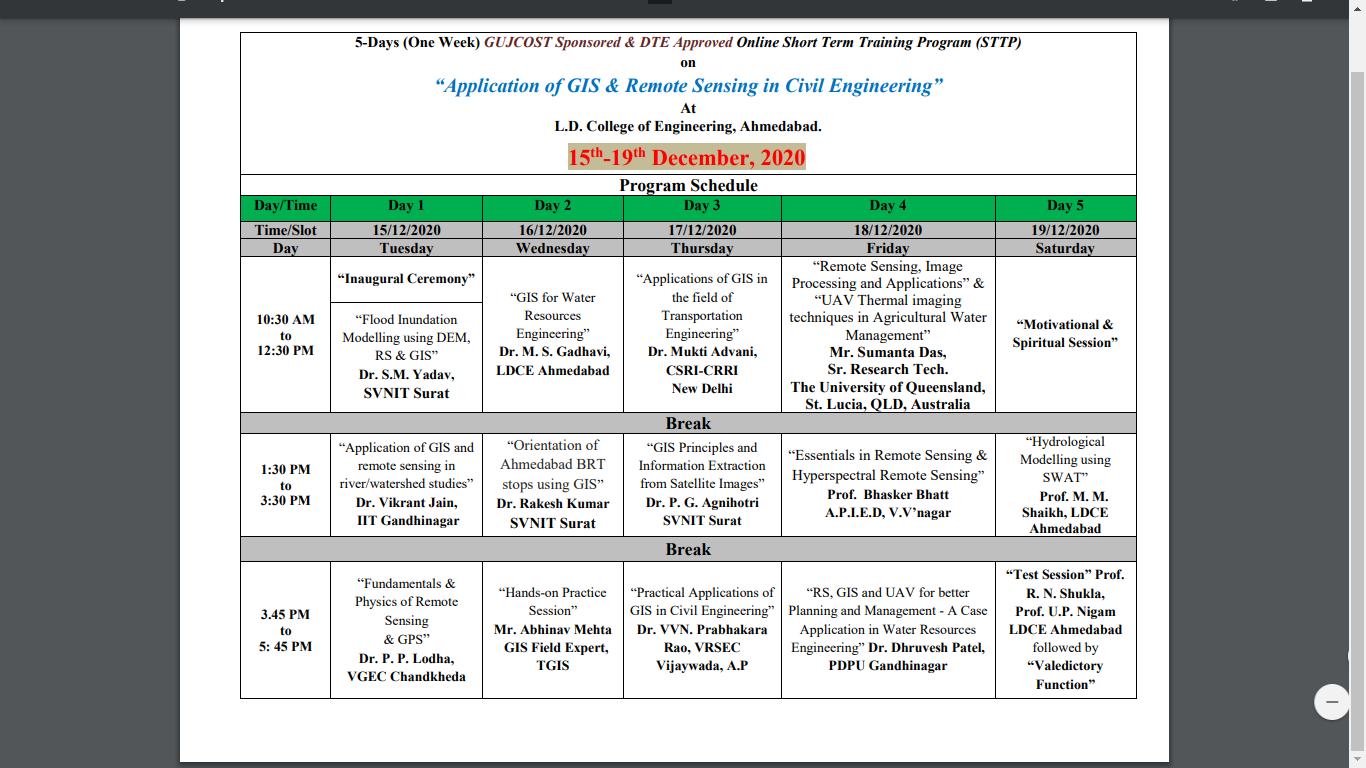 5-Days (One Week) GUJCOST Sponsored & DTE Approved Online Short Term Training Program (STTP)
on
“Application of GIS & Remote Sensing in Civil Engineering”
At
L.D. College of Engineering, Ahmedabad.
15th-19th December, 2020
Program Schedule
Day/Time Day 1 Day 2 Day 3 Day 4 Day 5
Time/Slot 15/12/2020 16/12/2020 17/12/2020 18/12/2020 19/12/2020
Day Tuesday Wednesday Thursday Friday Saturday
10:30 AM
to
12:30 PM
“Inaugural Ceremony”
“Flood Inundation
Modelling using DEM,
RS & GIS”
Dr. S.M. Yadav,
SVNIT Surat
“GIS for Water
Resources
Engineering”
Dr. M. S. Gadhavi,
LDCE Ahmedabad
“Applications of GIS in
the field of
Transportation
Engineering”
Dr. Mukti Advani,
CSRI-CRRI
New Delhi
“Remote Sensing, Image
Processing and Applications” &
“UAV Thermal imaging
techniques in Agricultural Water
Management”
Mr. Sumanta Das,
Sr. Research Tech.
The University of Queensland,
St. Lucia, QLD, Australia
“Motivational &
Spiritual Session”
Break
1:30 PM
to
3:30 PM
“Application of GIS and
remote sensing in
river/watershed studies”
Dr. Vikrant Jain,
IIT Gandhinagar
“Orientation of
Ahmedabad BRT
stops using GIS”
Dr. Rakesh Kumar
SVNIT Surat
“GIS Principles and
Information Extraction
from Satellite Images”
Dr. P. G. Agnihotri
SVNIT Surat
“Essentials in Remote Sensing &
Hyperspectral Remote Sensing”
Prof. Bhasker Bhatt
A.P.I.E.D, V.V’nagar
“Hydrological
Modelling using
SWAT”
Prof. M. M.
Shaikh, LDCE
Ahmedabad
Break
3.45 PM
to
5: 45 PM
“Fundamentals &
Physics of Remote
Sensing
& GPS”
Dr. P. P. Lodha,
VGEC Chandkheda
“Hands-on Practice
Session”
Mr. Abhinav Mehta
GIS Field Expert,
TGIS
“Practical Applications of
GIS in Civil Engineering”
Dr. VVN. Prabhakara
Rao, VRSEC
Vijaywada, A.P
“RS, GIS and UAV for better
Planning and Management - A Case
Application in Water Resources
Engineering” Dr. Dhruvesh Patel,
PDPU Gandhinagar
“Test Session” Prof.
R. N. Shukla,
Prof. U.P. Nigam
LDCE Ahmedabad
followed by
“Valedictory
Function”